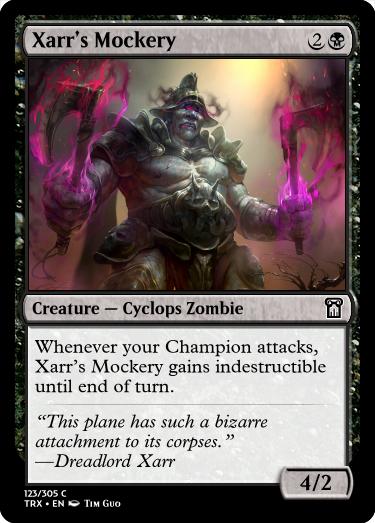 Xarr's Mockery 2
Creature — Cyclops Zombie
Whenever your Champion attacks,
Xarr's Mockery gains indestructible
until end of turn.
"This plane has such a bizarre
attachment to its corpses."
—Dreadlord Xarr
4/2
123/305 C
TRX • EN Tim Guo